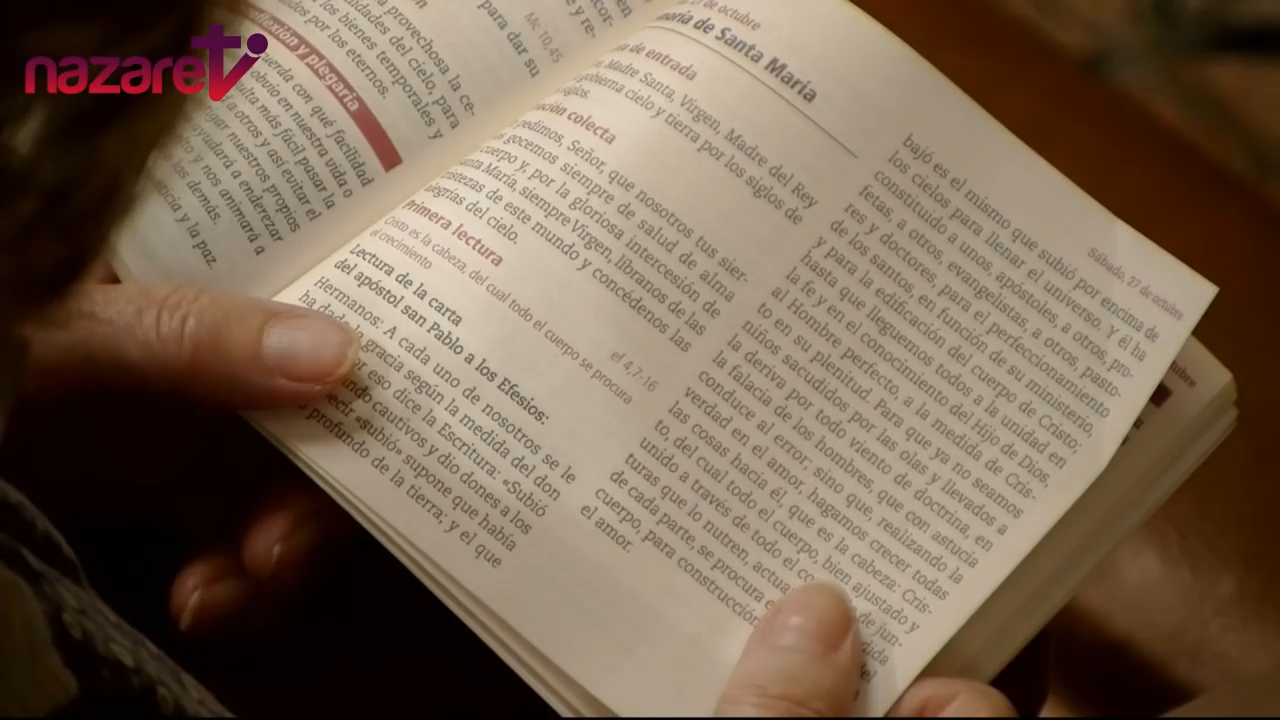 nazaretv
para dar su
Mc 10,45
provechosa la ce-
lidades del cielo, para
los bienes temporales y
por los eternos.
flexión y plegaria
uerda con qué facilidad
obvio en nuestra vida o
más fácil pasar la
a otros y así evitar el
nuestros propios
ayudará a enderezar
y nos animará a
los demás.
y la paz.
27 de octubre
de Santa María
de entrada
Madre Santa, Virgen, Madre del Rey
gobierna cielo y tierra por los siglos de
colecta
pedimos, Señor, que nosotros tus sier-
gocemos siempre de salud de alma
cuerpo y, por la gloriosa intercesión de
santa María, siempre Virgen, líbranos de las
tristezas de este mundo y concédenos las
alegrías del cielo.
Primera lectura
Cristo es la cabeza, del cual todo el cuerpo se procura
el crecimiento
ef 4,7-16
Lectura de la carta
del apóstol san Pablo a los Efesios:
Hermanos: A cada uno de nosotros se le
ha dado gracia según la medida del don
por eso dice la Escritura: «Subió
cautivos y dio dones a los
«subió» supone que había
profundo de la tierra; y el que
Sábado, 27 de octubre
bajó es el mismo que subió por encima de
los cielos para llenar el universo. Y él ha
constituido a unos, apóstoles, a otros, pro-
fetas, a otros, evangelistas, a otros, pasto-
res y doctores, para el perfeccionamiento
de los santos, en función de su ministerio,
y para la edificación del cuerpo de Cristo;
hasta que lleguemos todos a la unidad en
la fe y en el conocimiento del Hijo de Dios,
al Hombre perfecto, a la medida de Cris-
to en su plenitud. Para que ya no seamos
niños sacudidos por las olas y llevados a
la deriva por todo viento de doctrina, en
la falacia de los hombres, que con astucia
conduce al error; sino que, realizando la
verdad en el amor, hagamos crecer todas
las cosas hacia él, que es la cabeza: Cris-
to, del cual todo el cuerpo, bien ajustado y
unido a través de todo el de jun-
turas que lo nutren, actua
de cada parte, se procura el
cuerpo, para construcción
el amor.